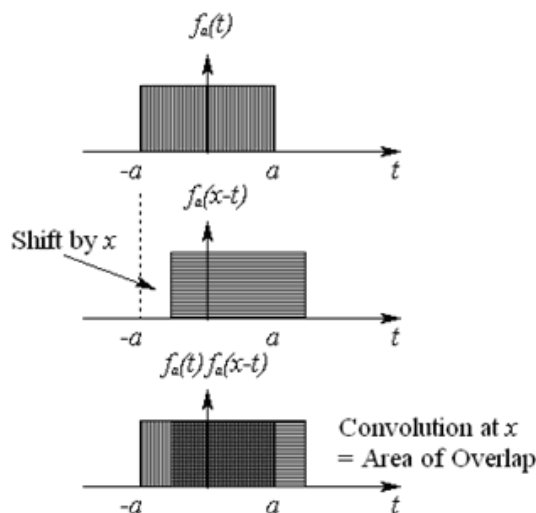 fₐ(t)
-a a t
fₐ(x-t)
Shift by x
-a a t
fₐ(t)fₐ(x-t)
Convolution at x
= Area of Overlap
-a a t